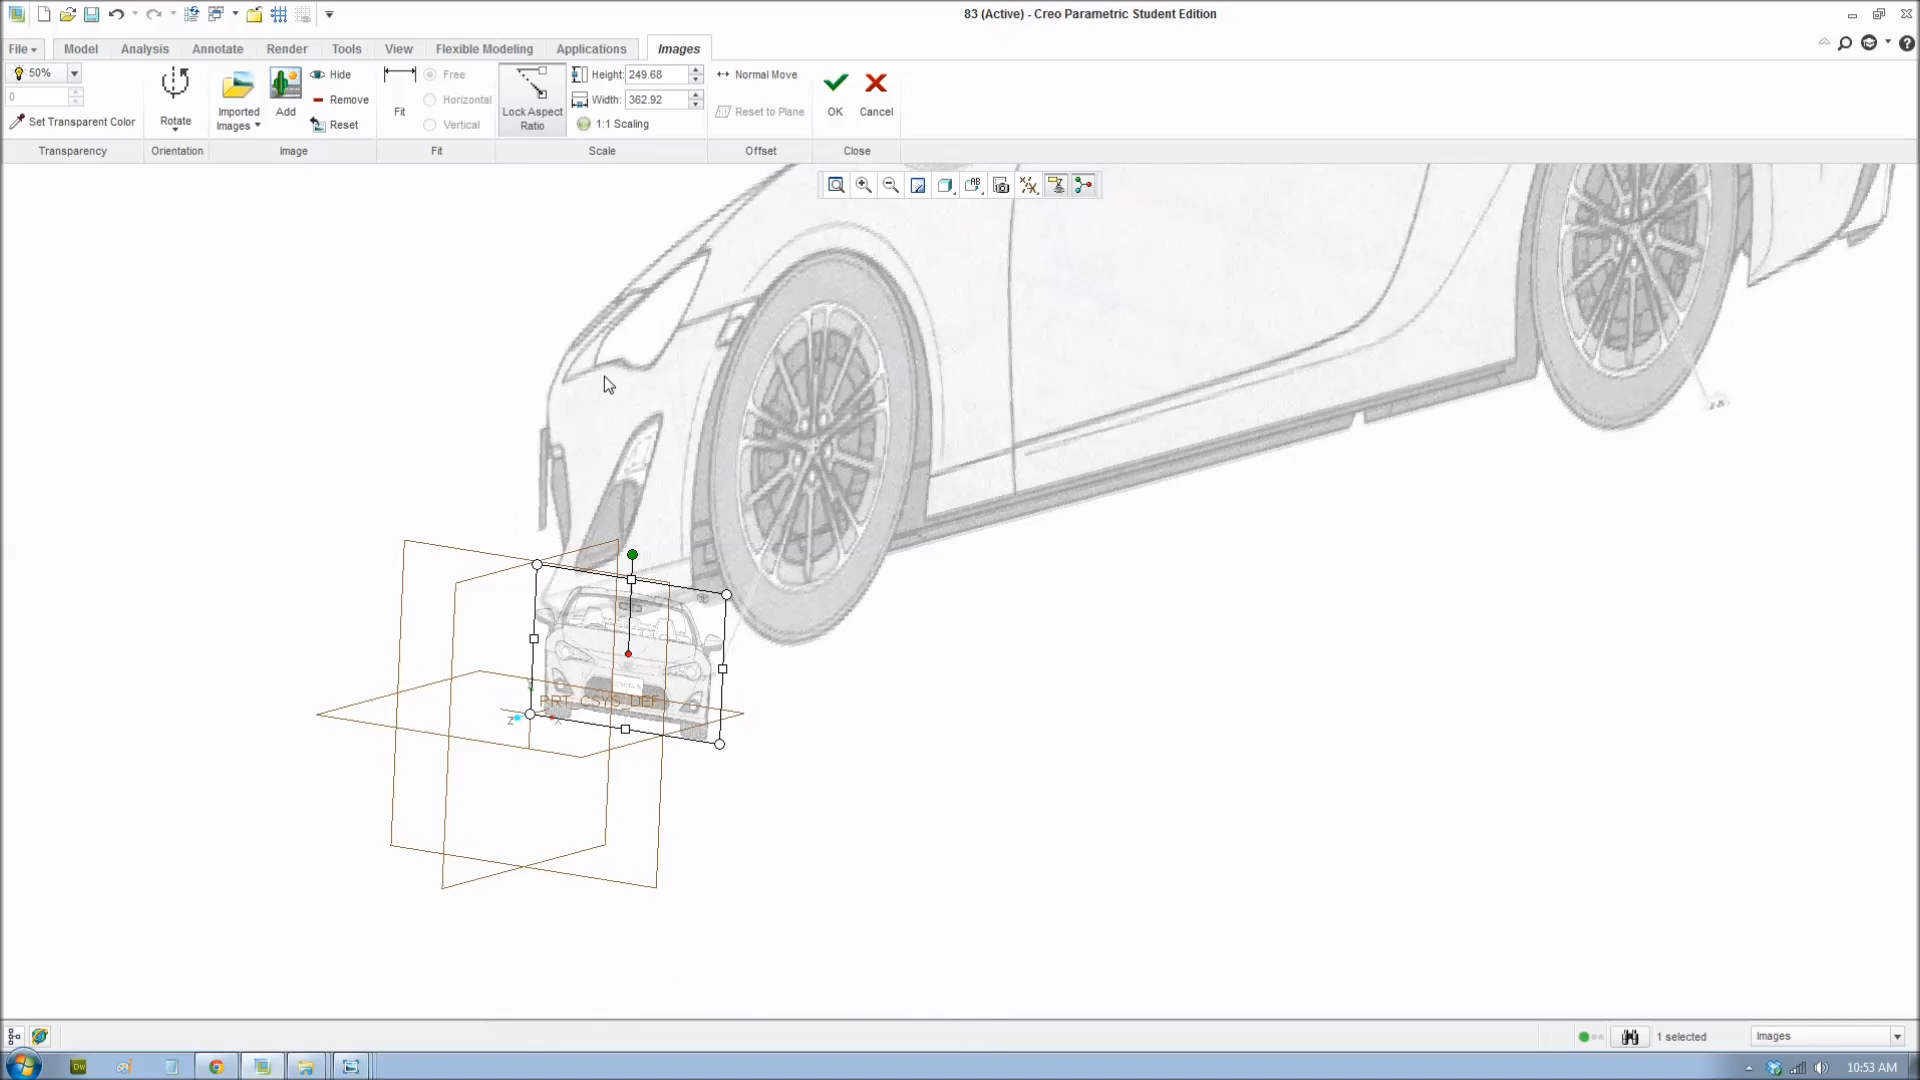 83 (Active) - Creo Parametric Student Edition
File Model Analysis Annotate Render Tools View Flexible Modeling Applications Images
50%
0
Set Transparent Color
Transparency
Rotate
Orientation
Imported Images
Add
Hide
Remove
Reset
Image
Fit
Free
Horizontal
Vertical
Fit
Lock Aspect
Ratio
Height: 249.68
Width: 362.92
1:1 Scaling
Scale
Normal Move
Reset to Plane
Offset
OK
Cancel
Close
PRT_CSYS_DEF
Z
X
1 selected
Images
10:53 AM